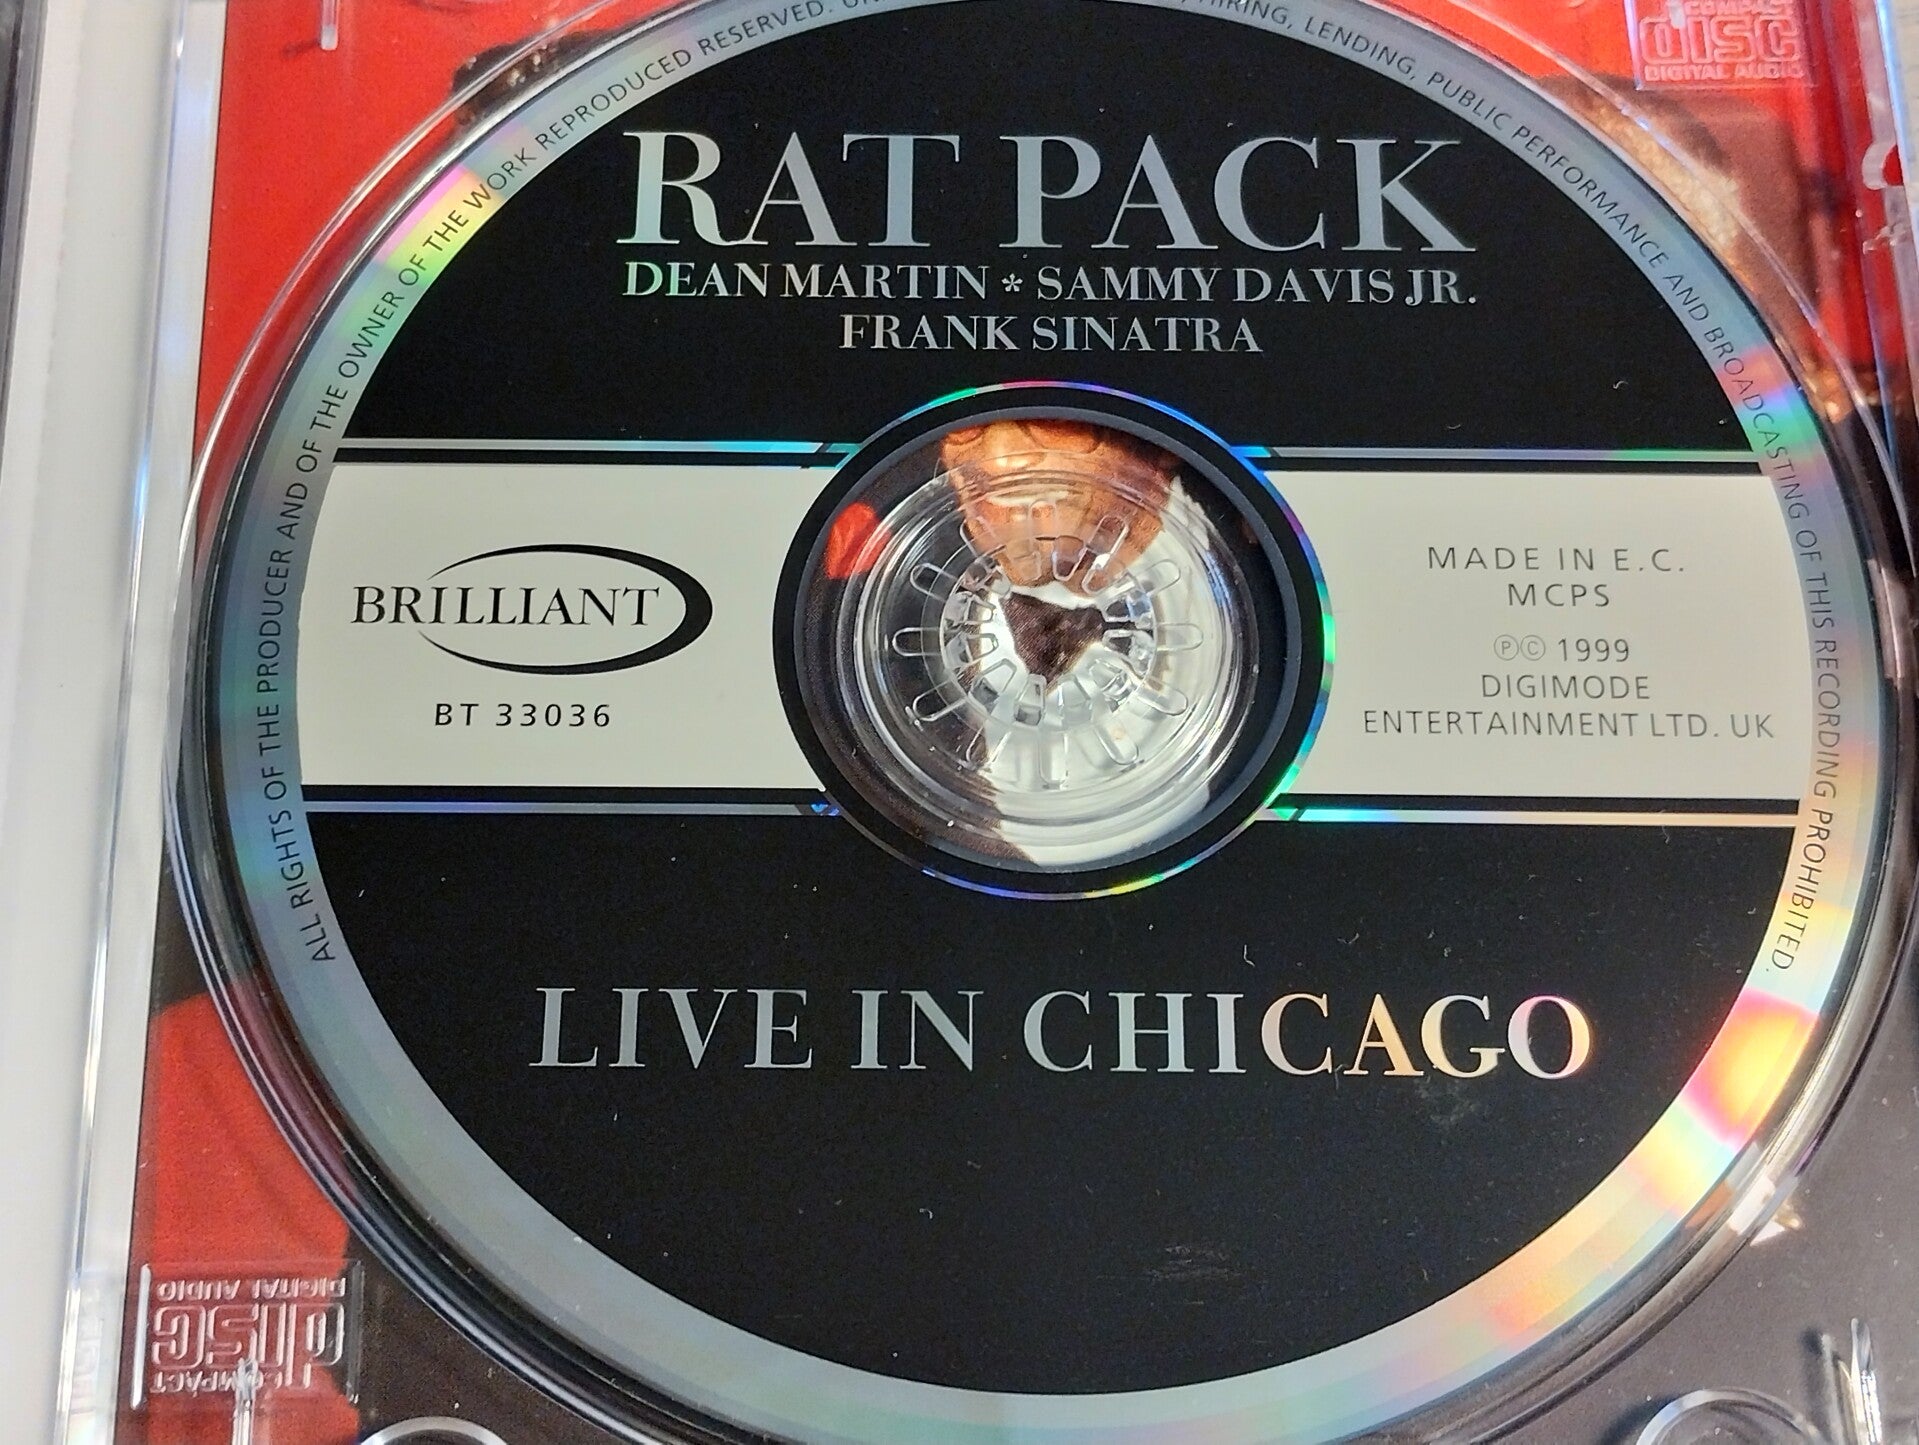 RAT PACK
DEAN MARTIN * SAMMY DAVIS JR.
FRANK SINATRA
BRILLIANT
BT 33036
MADE IN E.C.
MCPS
ⓅⒸ 1999
DIGIMODE
ENTERTAINMENT LTD. UK
LIVE IN CHICAGO
ALL RIGHTS OF THE PRODUCER AND OF THE OWNER OF THE WORK REPRODUCED RESERVED.
HIRING, LENDING, PUBLIC PERFORMANCE AND BROADCASTING OF THIS RECORDING PROHIBITED.
COMPACT
disc
DIGITAL AUDIO
COMPACT
disc
DIGITAL AUDIO